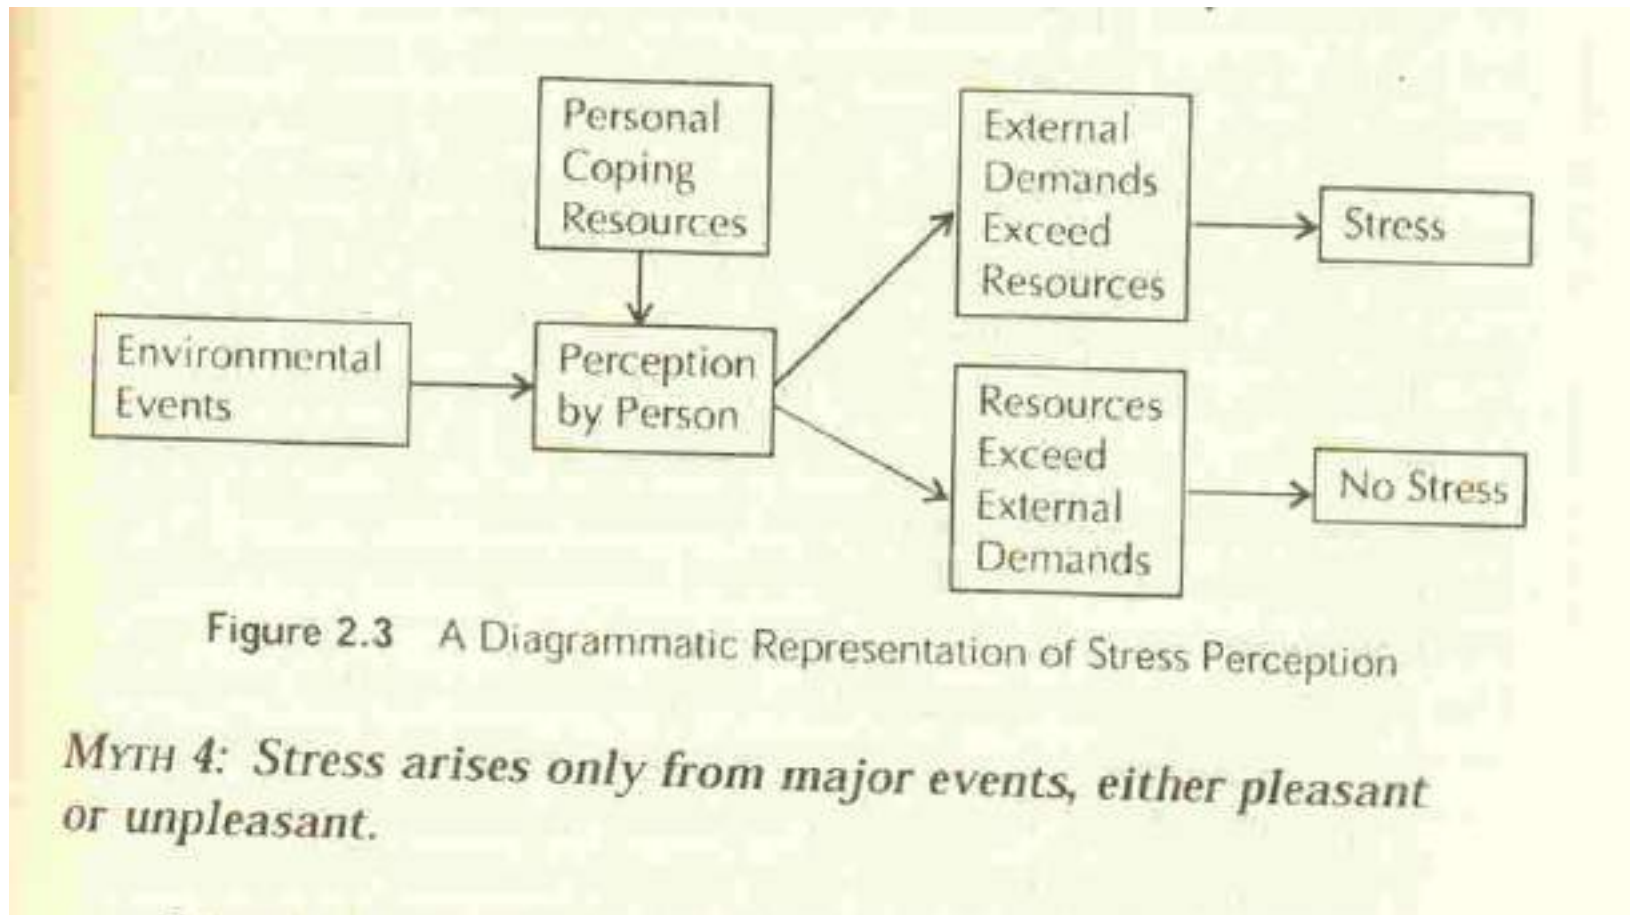 Personal
Coping
Resources
External
Demands
Exceed
Resources
Stress
Environmental
Events
Perception
by Person
Resources
Exceed
External
Demands
No Stress
Figure 2.3 A Diagrammatic Representation of Stress Perception
MYTH 4: Stress arises only from major events, either pleasant
or unpleasant.